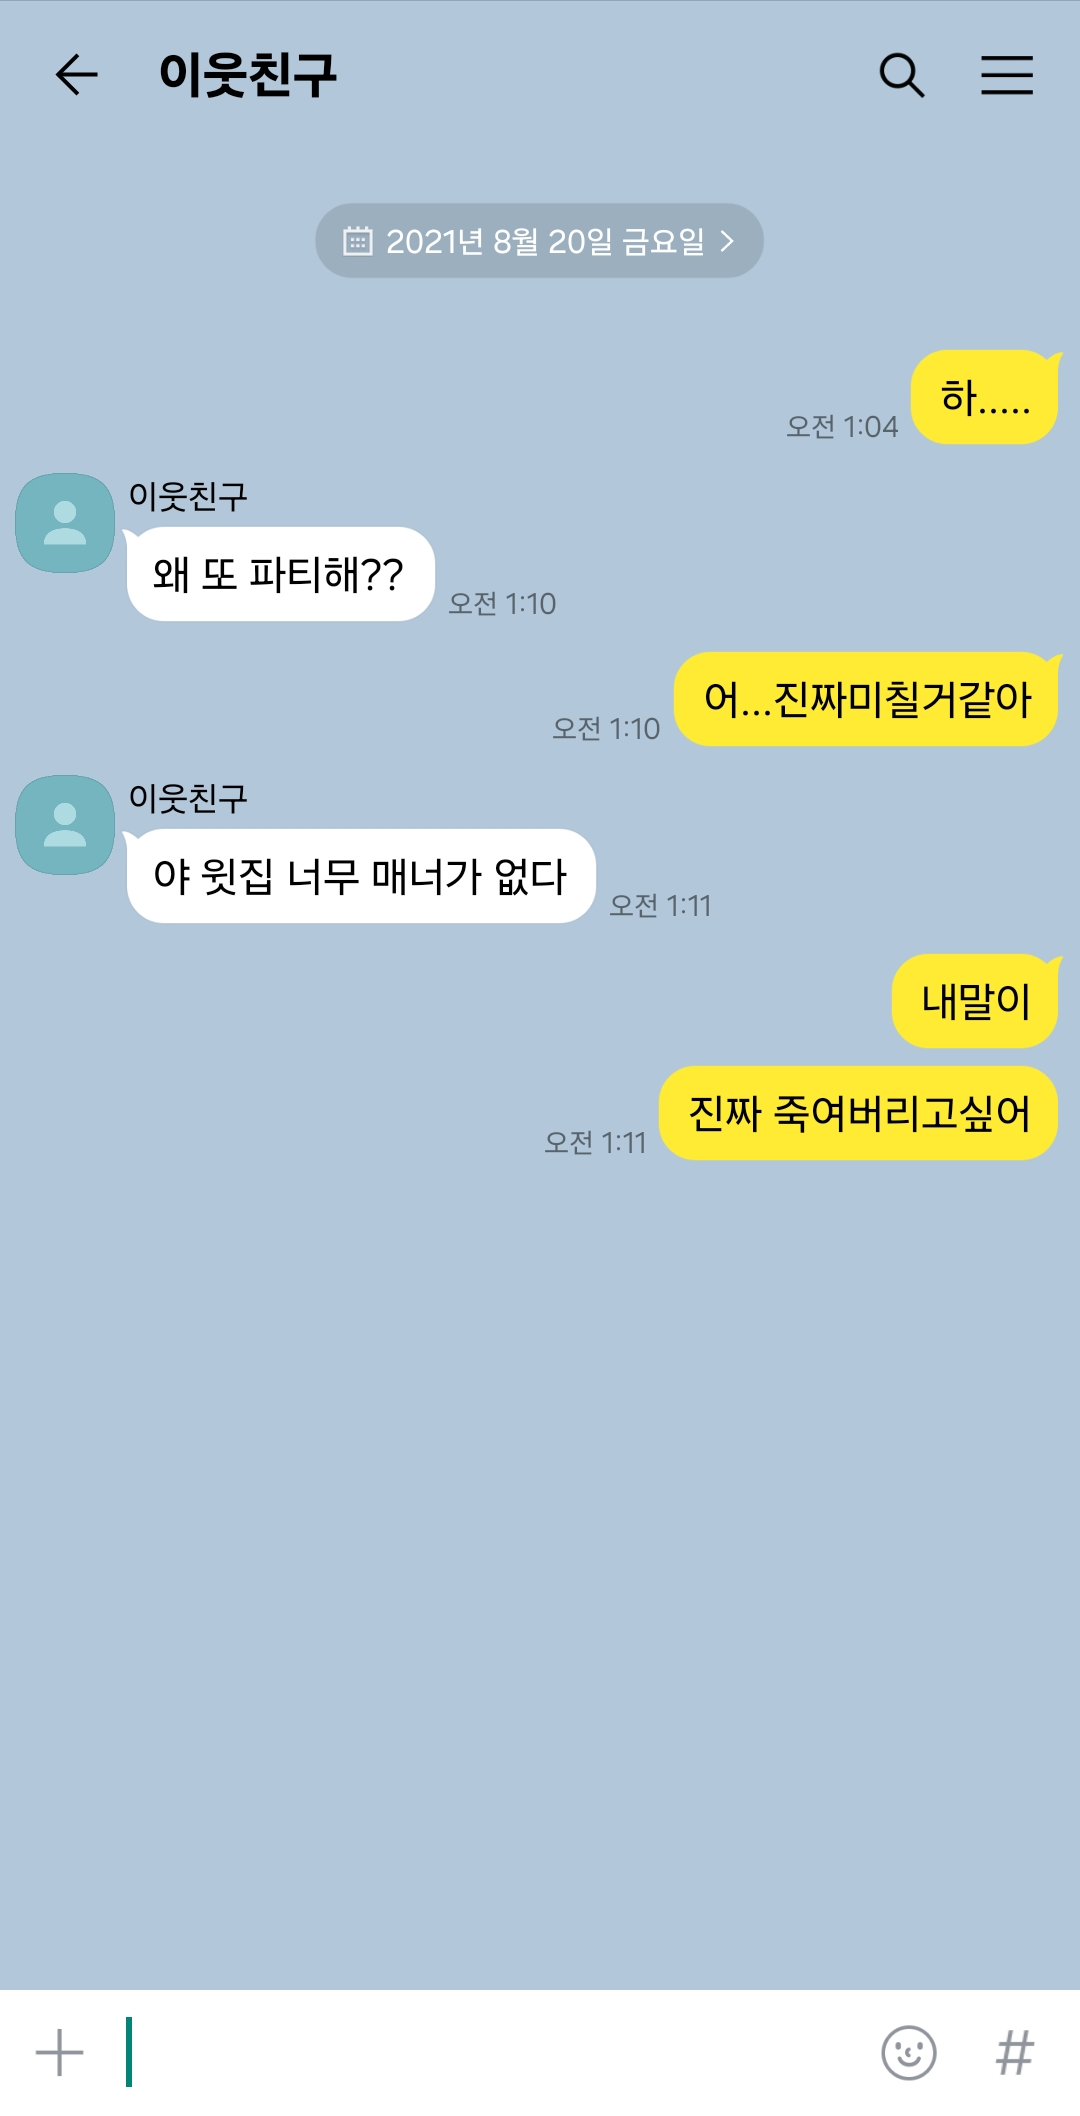 이웃친구
2021년 8월 20일 금요일
하.....
오전 1:04
이웃친구
왜 또 파티해??
오전 1:10
어...진짜미칠거같아
오전 1:10
이웃친구
야 윗집 너무 매너가 없다
오전 1:11
내말이
진짜 죽여버리고싶어
오전 1:11
#